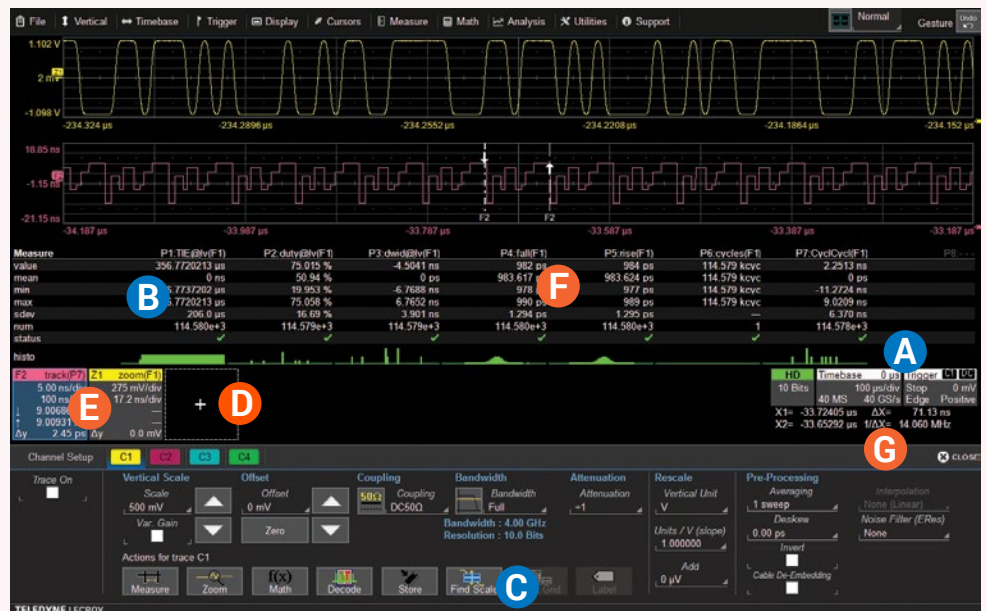 File Vertical Timebase Trigger Display Cursors Measure Math Analysis Utilities Support Normal Gesture Undo
1.102 V
Z1
2 mV
-1.098 V
-234.324 µs -234.2896 µs -234.2552 µs -234.2208 µs -234.1864 µs -234.152 µs
18.85 ns
-1.15 ns
F2 F2
-21.15 ns
-34.187 µs -33.987 µs -33.787 µs -33.587 µs -33.387 µs -33.187 µs
Measure P1:TIE@lv(F1) P2:duty@lv(F1) P3:dwid@lv(F1) P4:fall(F1) P5:rise(F1) P6:cycles(F1) P7:CyclCycl(F1) P8:- - -
value 356.7720213 µs 75.015 % -4.5041 ns 982 ps 984 ps 114.579 kcyc 2.2513 ns
mean 0 ns 50.94 % 0 ps 983.617 ps 983.624 ps 114.579 kcyc 0 ps
min 6.7737202 µs 19.953 % -6.7688 ns 978 977 ps 114.579 kcyc -11.2724 ns
max 6.7720213 µs 75.058 % 6.7652 ns 990 ps 989 ps 114.579 kcyc 9.0209 ns
sdev 206.0 µs 16.69 % 3.901 ns 1.294 ps 1.295 ps — 6.370 ns
num 114.580e+3 114.579e+3 114.579e+3 114.580e+3 114.580e+3 1 114.578e+3
status
histo
B
F
A
F2 track(P7) Z1 zoom(F1) HD Timebase 0 µs Trigger C1 DC
5.00 ns/div 275 mV/div 10 Bits 100 µs/div Stop 0 mV
100 ns 17.2 ns/div 40 MS 40 GS/s Edge Positive
↓ 9.0068 — X1= -33.72405 µs ΔX= 71.13 ns
↑ 9.0093 — X2= -33.65292 µs 1/ΔX= 14.060 MHz
Δy 2.45 ps Δy 0.0 mV
E
+
D
G
Channel Setup C1 C2 C3 C4 CLOSE
Trace On Vertical Scale Offset Coupling Bandwidth Attenuation Rescale Pre-Processing
Scale Offset Coupling Bandwidth Attenuation Vertical Unit Averaging Interpolation
500 mV 0 mV 50Ω DC50Ω Full ÷1 V 1 sweep None (Linear)
Var. Gain Zero Bandwidth : 4.00 GHz Units / V (slope) Deskew Noise Filter (ERes)
Resolution : 10.0 Bits 1.000000 0.00 ps None
Actions for trace C1 Add Invert
0 µV Cable De-Embedding
f(x)
Measure Zoom Math Decode Store Find Scale Grid Label
C
TELEDYNE LECROY